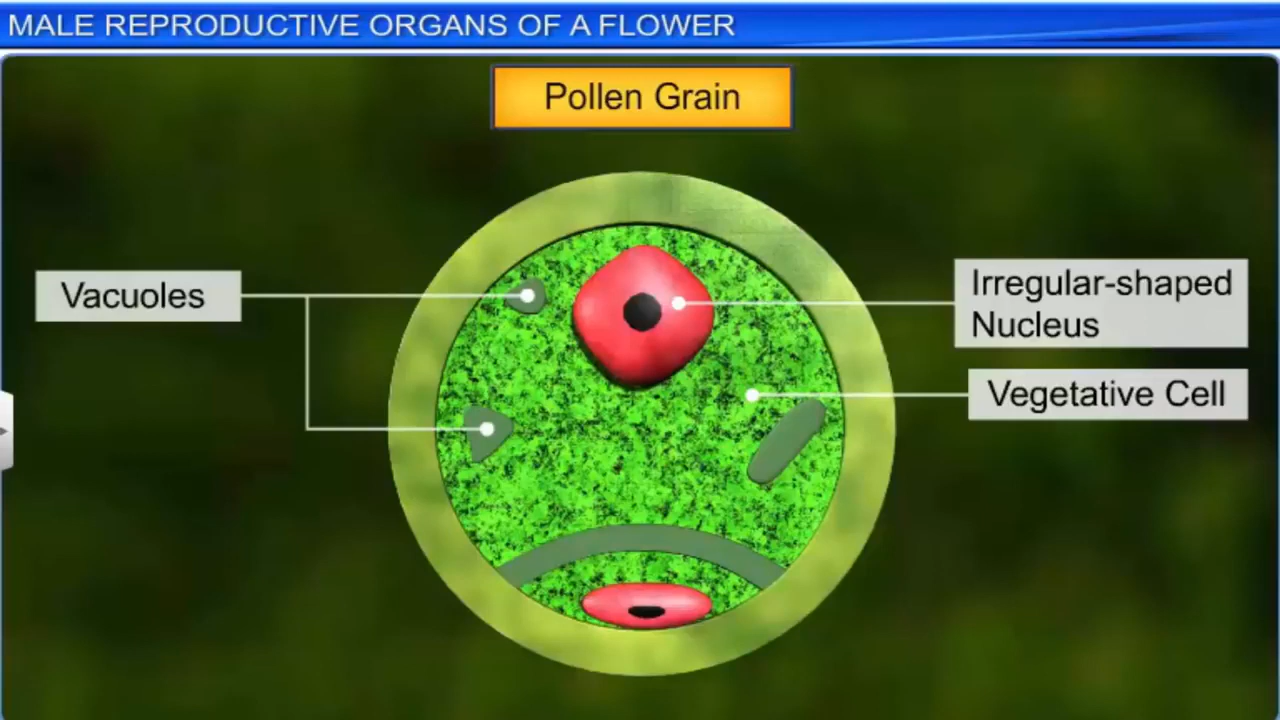 MALE REPRODUCTIVE ORGANS OF A FLOWER
Pollen Grain
Vacuoles
Irregular-shaped
Nucleus
Vegetative Cell